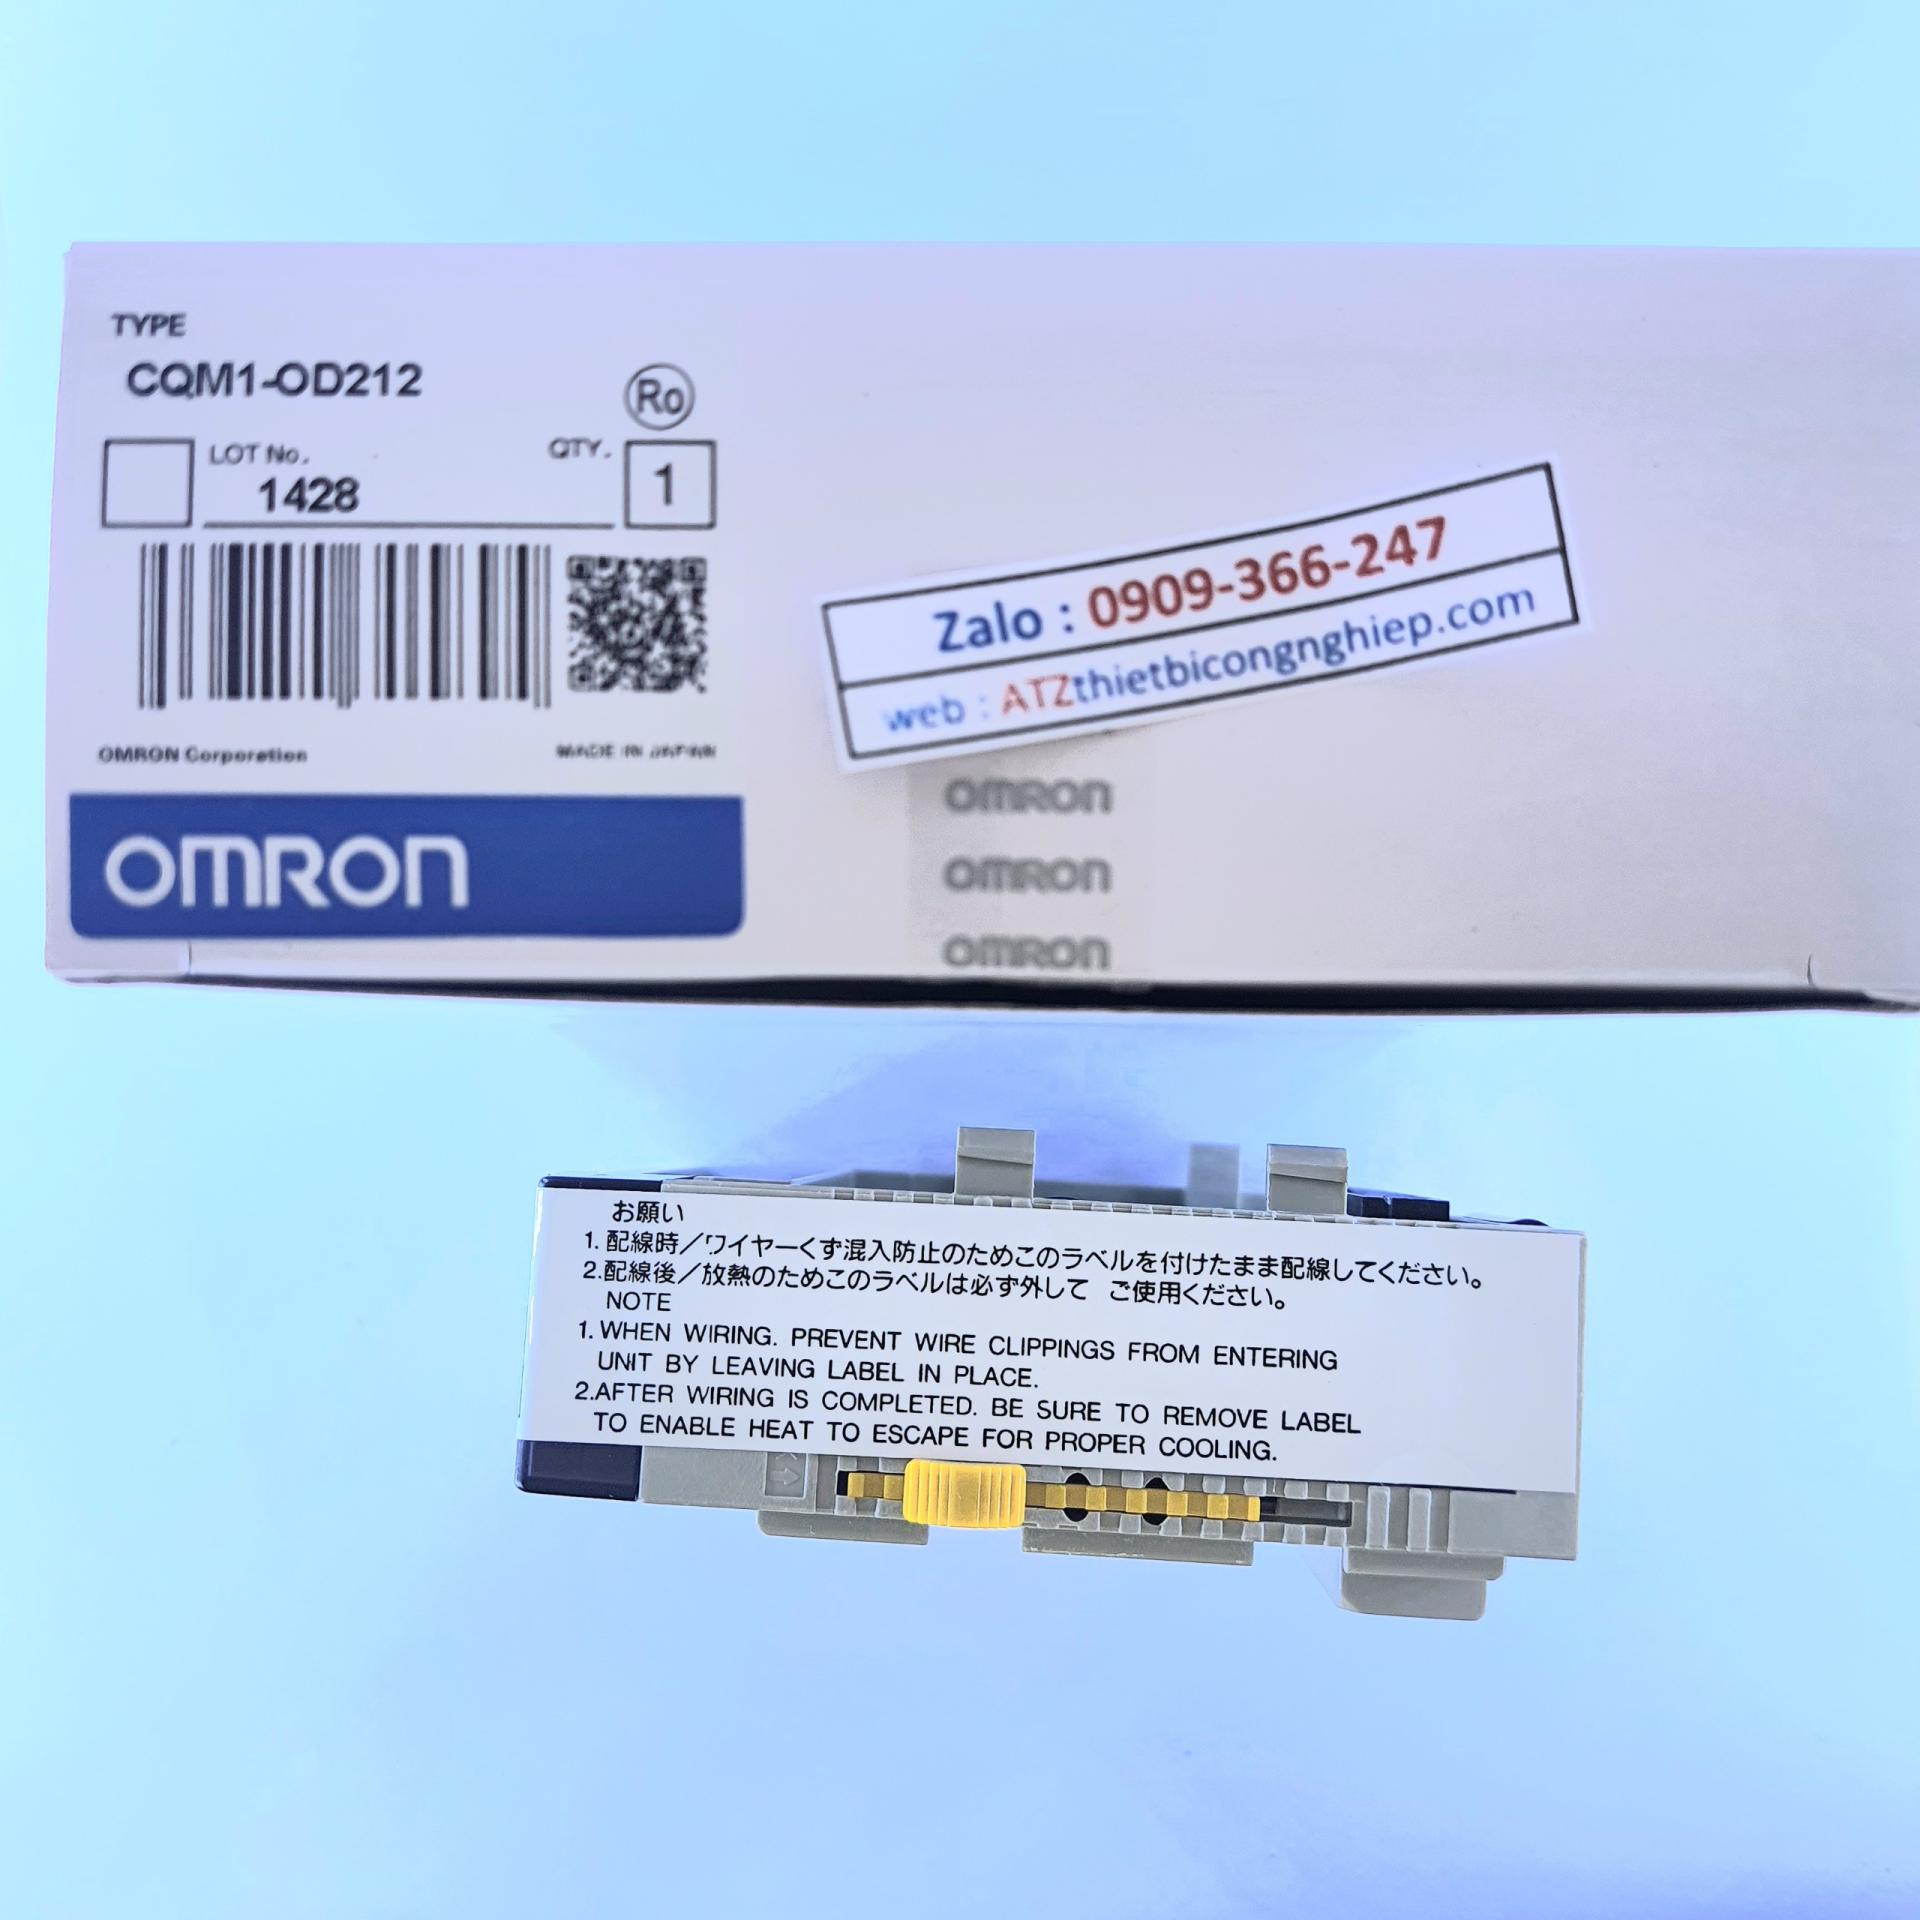 TYPE
CQM1-OD212
Ro
LOT No.
QTY.
1428
1
OMRON Corporation
MADE IN JAPAN
OMRON
Zalo : 0909-366-247
web : ATZthietbicongnghiep.com
OMRON
OMRON
OMRON
お願い
1. 配線時／ワイヤーくず混入防止のためこのラベルを付けたまま配線してください。
2.配線後／放熱のためこのラベルは必ず外して ご使用ください。
NOTE
1. WHEN WIRING. PREVENT WIRE CLIPPINGS FROM ENTERING
UNIT BY LEAVING LABEL IN PLACE.
2.AFTER WIRING IS COMPLETED. BE SURE TO REMOVE LABEL
TO ENABLE HEAT TO ESCAPE FOR PROPER COOLING.